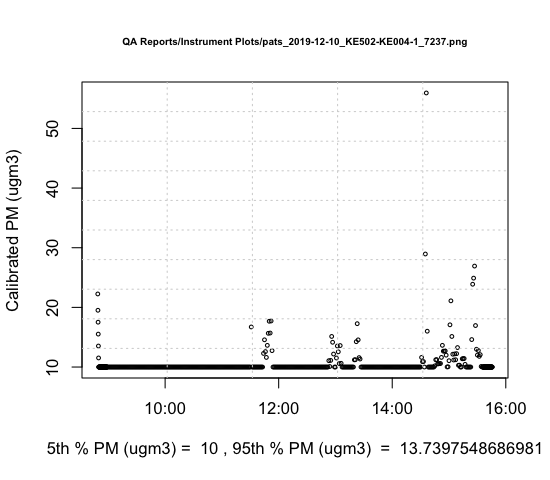 QA Reports/Instrument Plots/pats_2019-12-10_KE502-KE004-1_7237.png
Calibrated PM (ugm3)
50
40
30
20
10
10:00 12:00 14:00 16:00
5th % PM (ugm3) = 10 , 95th % PM (ugm3) = 13.7397548686981